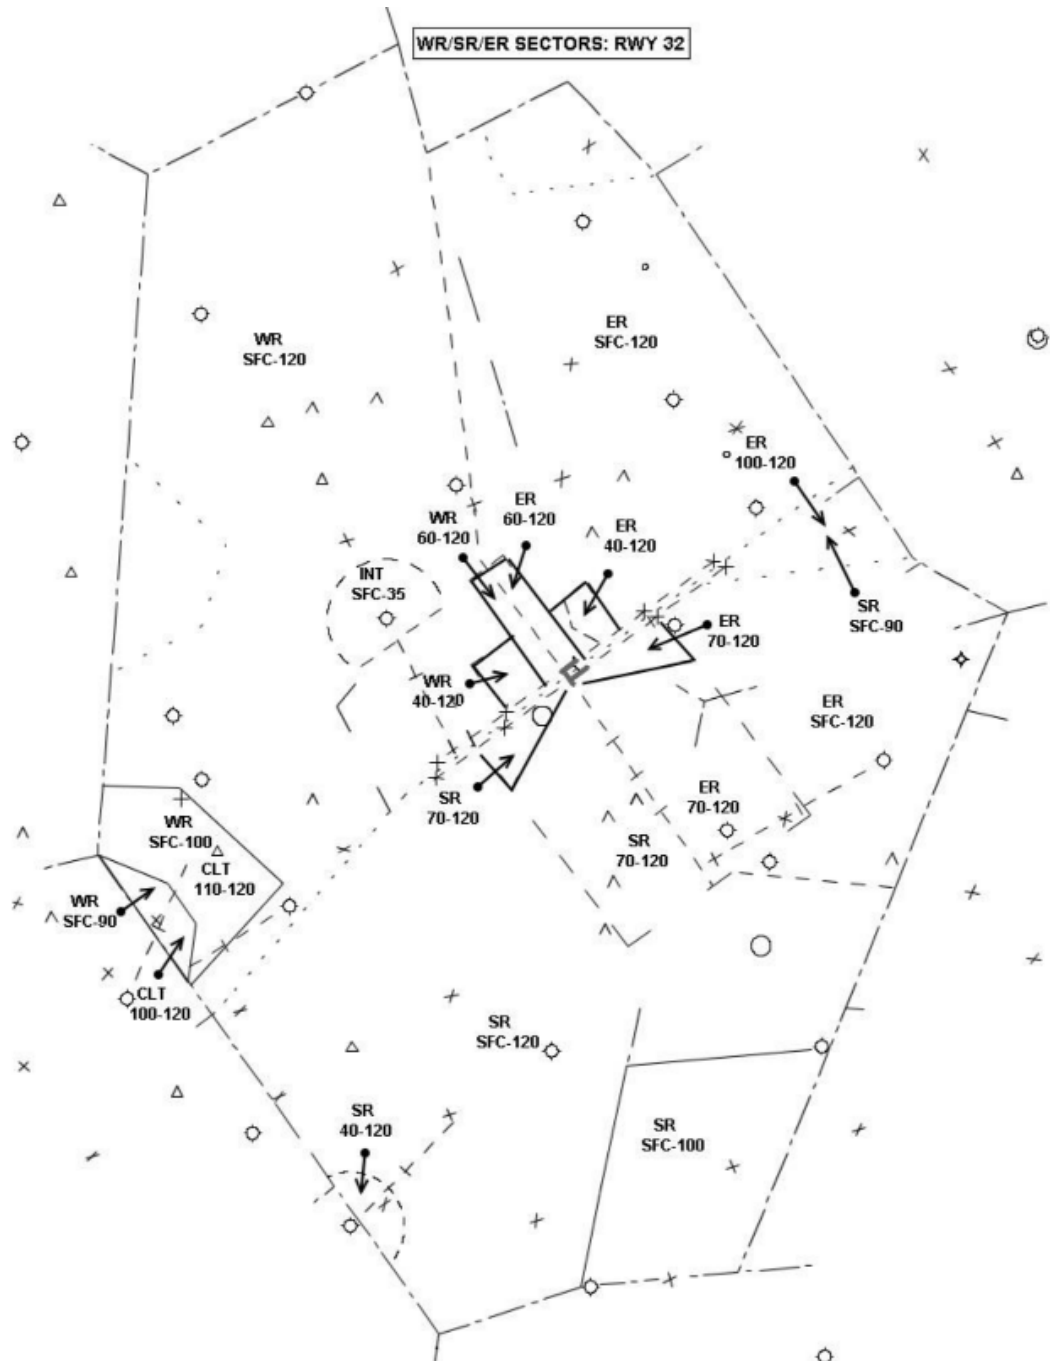 WR/SR/ER SECTORS: RWY 32
WR
SFC-120
ER
SFC-120
ER
100-120
WR
60-120
ER
60-120
ER
40-120
INT
SFC-35
SR
SFC-90
ER
70-120
WR
40-120
ER
SFC-120
SR
70-120
ER
70-120
SR
70-120
WR
SFC-100
CLT
110-120
WR
SFC-90
CLT
100-120
SR
SFC-120
SR
40-120
SR
SFC-100